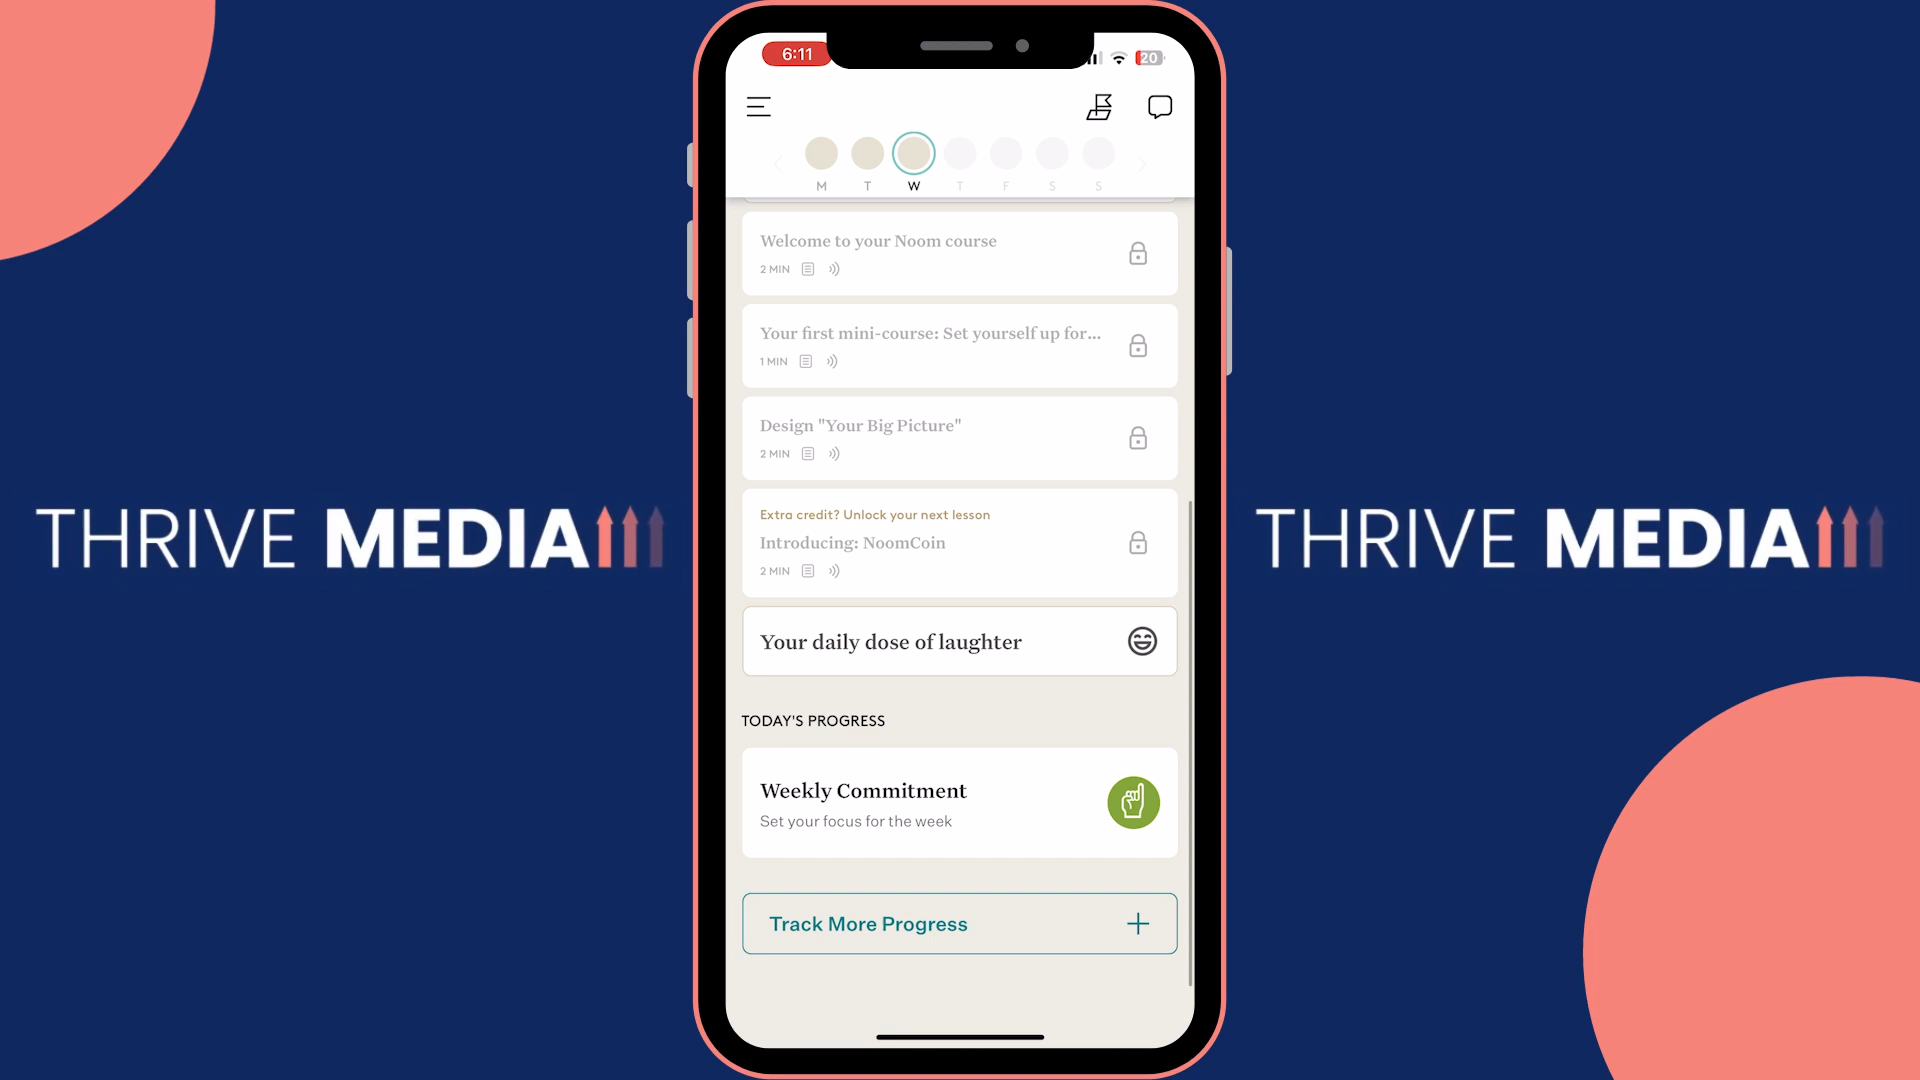 6:11
20
M T W T F S S
Welcome to your Noom course
2 MIN
Your first mini-course: Set yourself up for...
1 MIN
Design "Your Big Picture"
2 MIN
Extra credit? Unlock your next lesson
Introducing: NoomCoin
2 MIN
Your daily dose of laughter
TODAY'S PROGRESS
Weekly Commitment
Set your focus for the week
Track More Progress
THRIVE MEDIA
THRIVE MEDIA